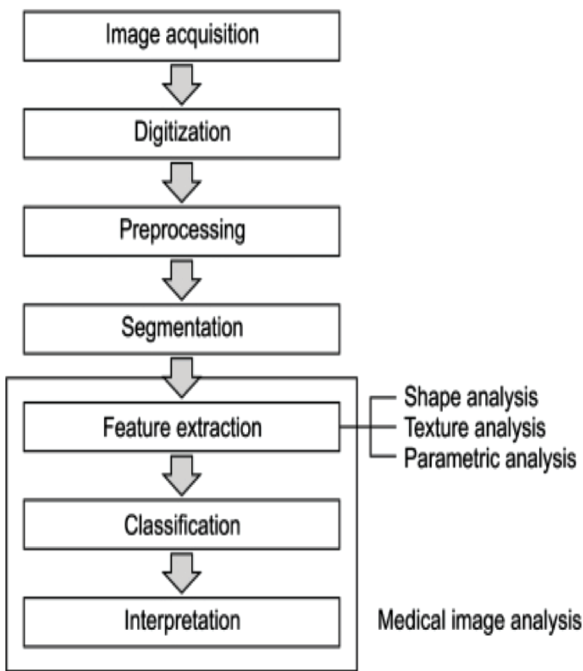 Image acquisition
Digitization
Preprocessing
Segmentation
Feature extraction
Shape analysis
Texture analysis
Parametric analysis
Classification
Interpretation
Medical image analysis